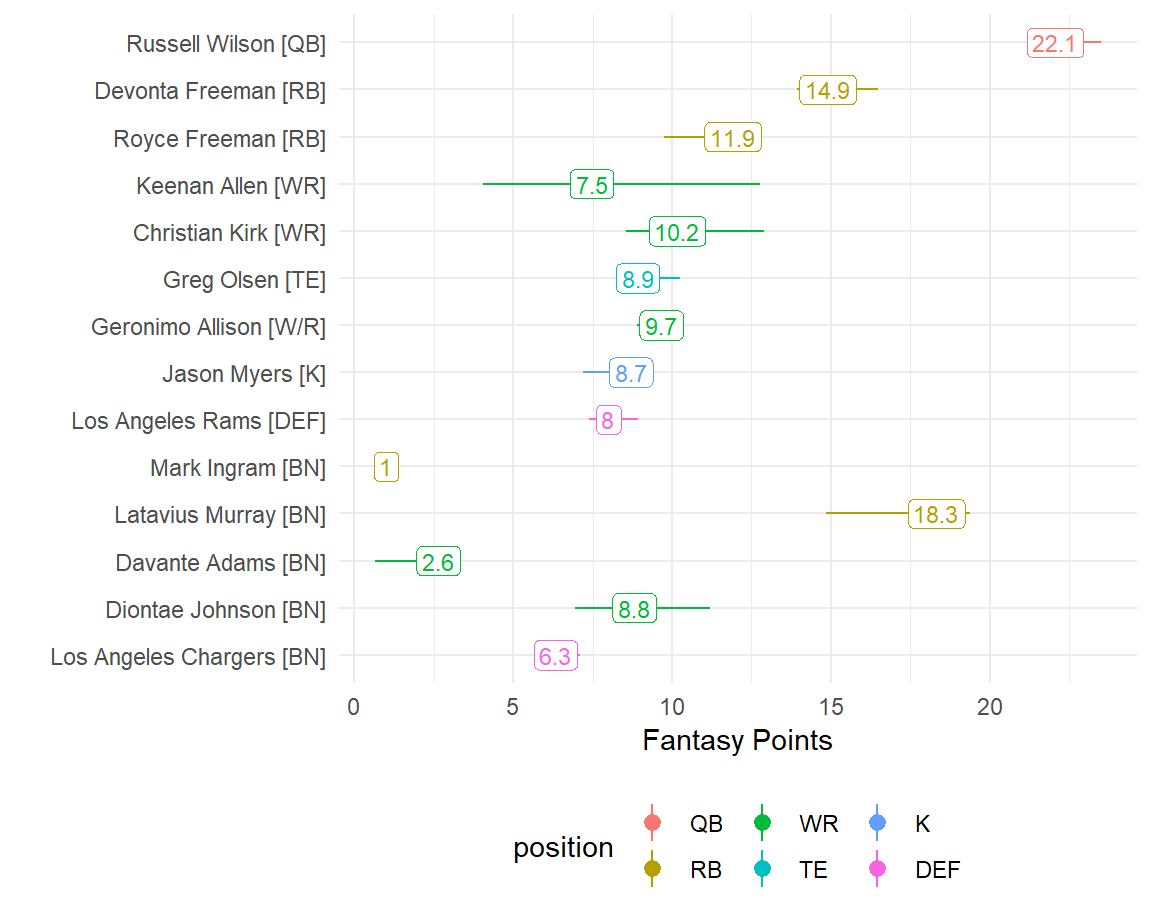 Russell Wilson [QB] 22.1
Devonta Freeman [RB] 14.9
Royce Freeman [RB] 11.9
Keenan Allen [WR] 7.5
Christian Kirk [WR] 10.2
Greg Olsen [TE] 8.9
Geronimo Allison [W/R] 9.7
Jason Myers [K] 8.7
Los Angeles Rams [DEF] 8
Mark Ingram [BN] 1
Latavius Murray [BN] 18.3
Davante Adams [BN] 2.6
Diontae Johnson [BN] 8.8
Los Angeles Chargers [BN] 6.3
0 5 10 15 20
Fantasy Points
position
QB WR K
RB TE DEF